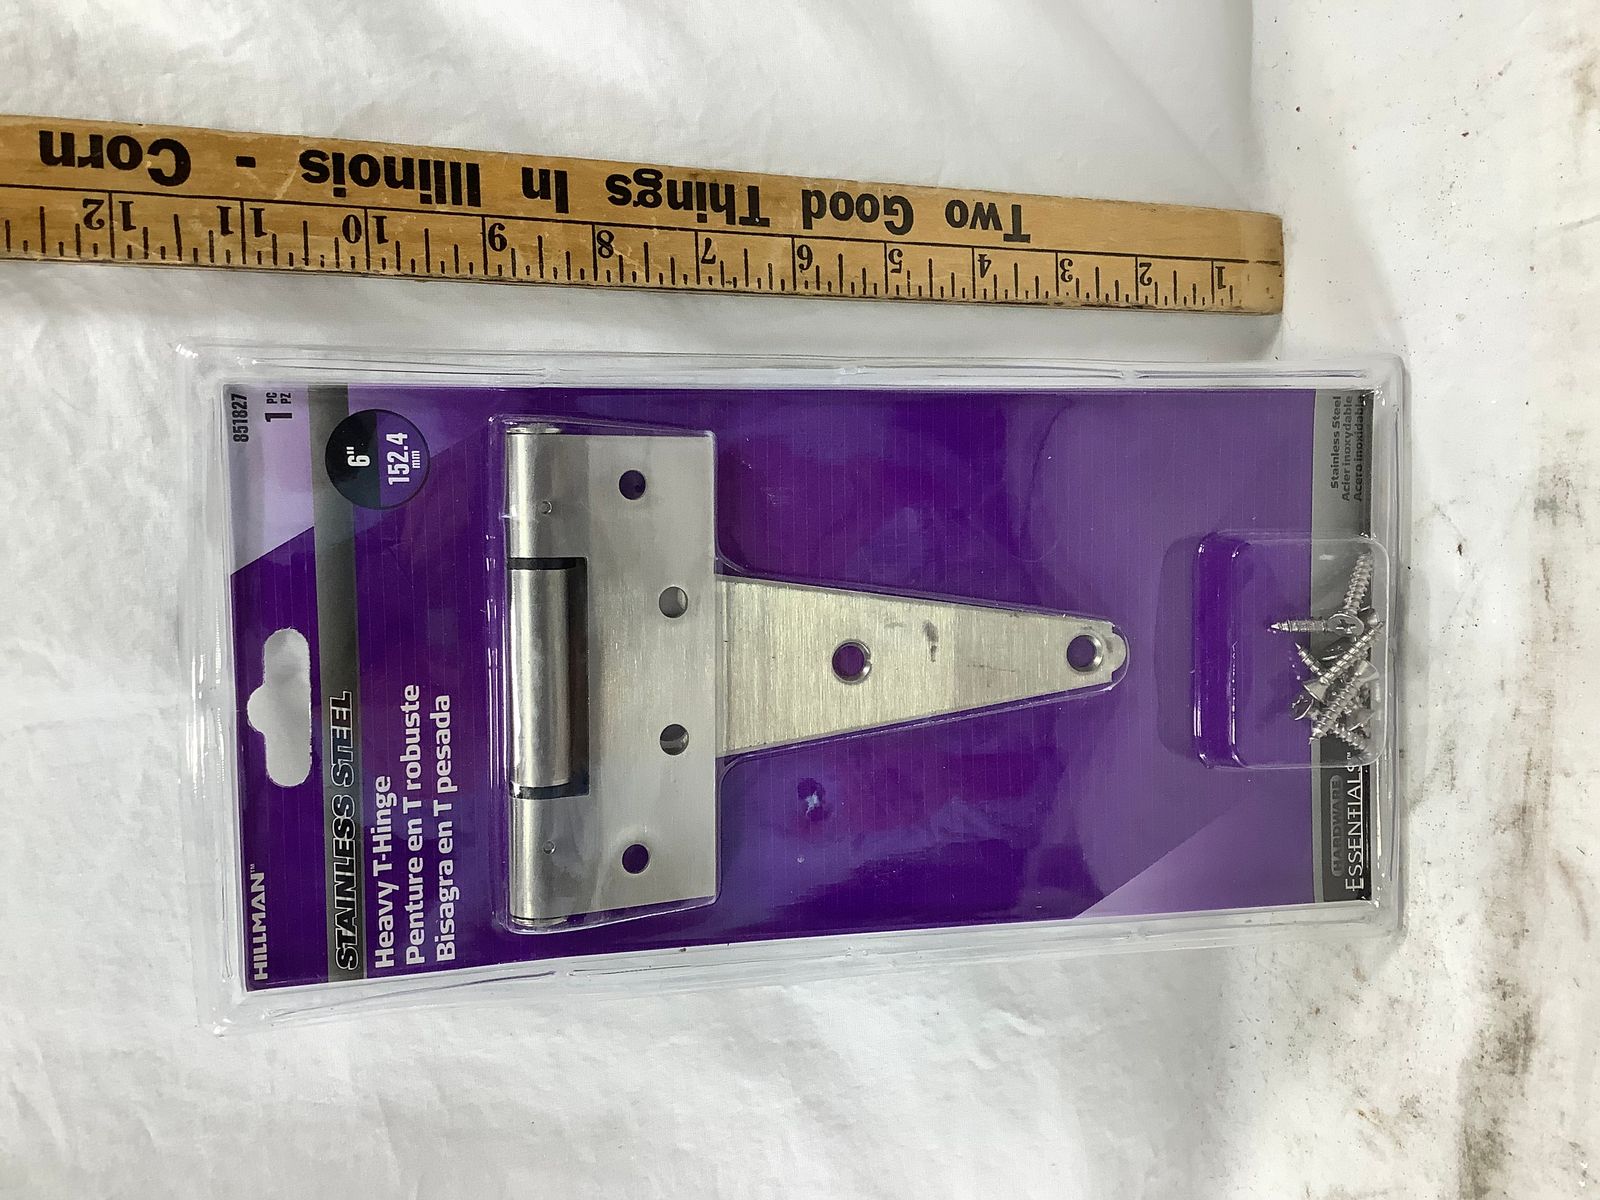 Two Good Things In Illinois - Corn
1 2 3 4 5 6 7 8 9 10 11 12
HILLMAN™
851827
1 PC
PZ
STAINLESS STEEL
6"
152.4
mm
Heavy T-Hinge
Penture en T robuste
Bisagra en T pesada
HARDWARE
ESSENTIALS™
Stainless Steel
Acier inoxydable
Acero inoxidable